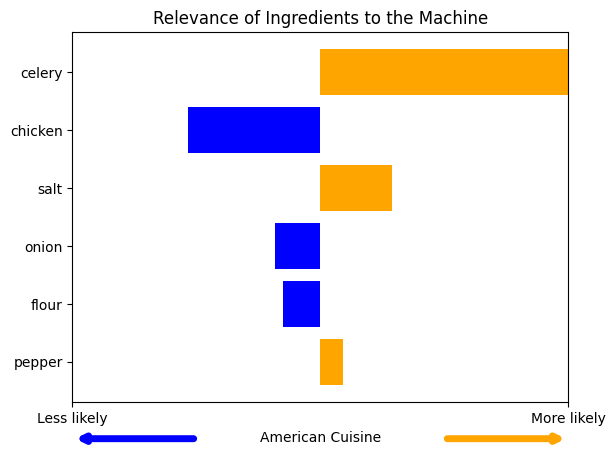 Relevance of Ingredients to the Machine
celery
chicken
salt
onion
flour
pepper
Less likely
More likely
American Cuisine